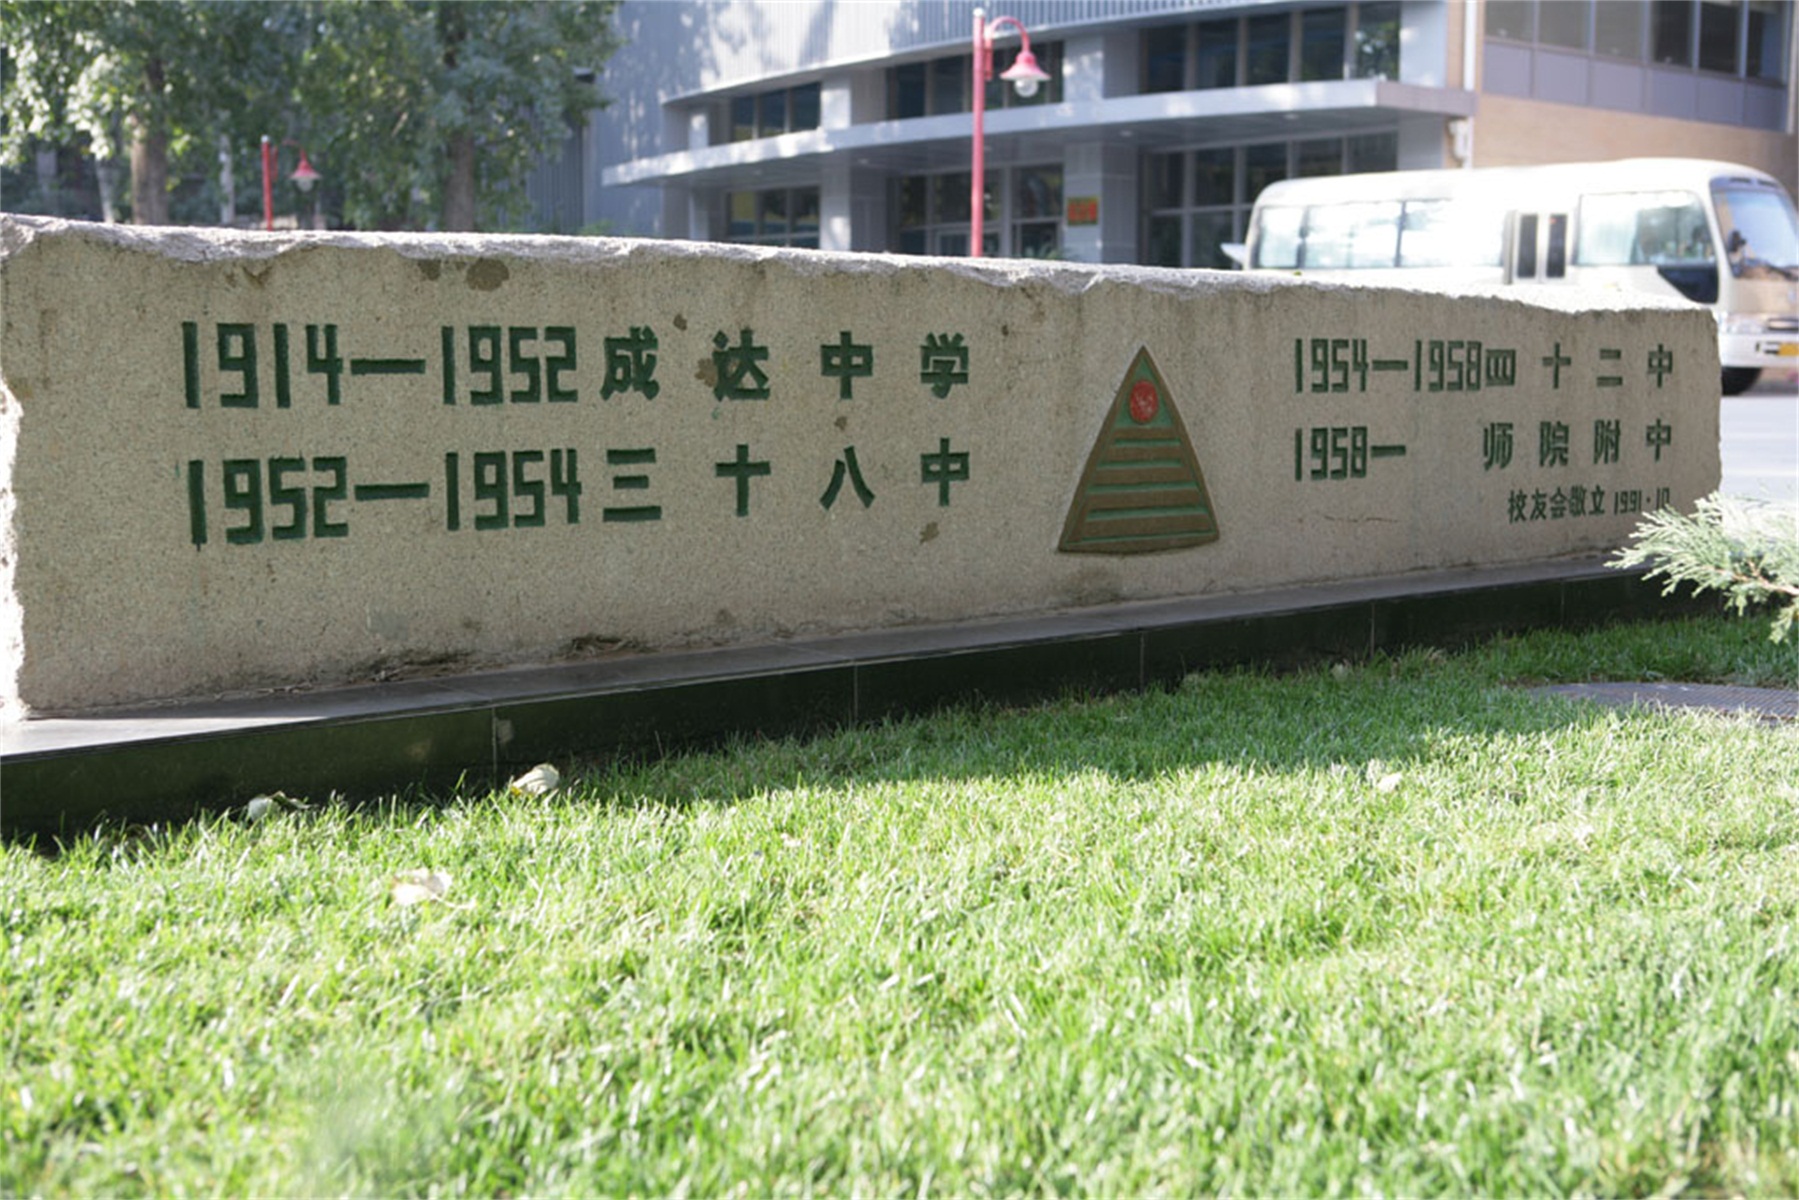 1914—1952成达中学
1952—1954三十八中
1954—1958四十二中
1958— 师院附中
校友会敬立 1991·10